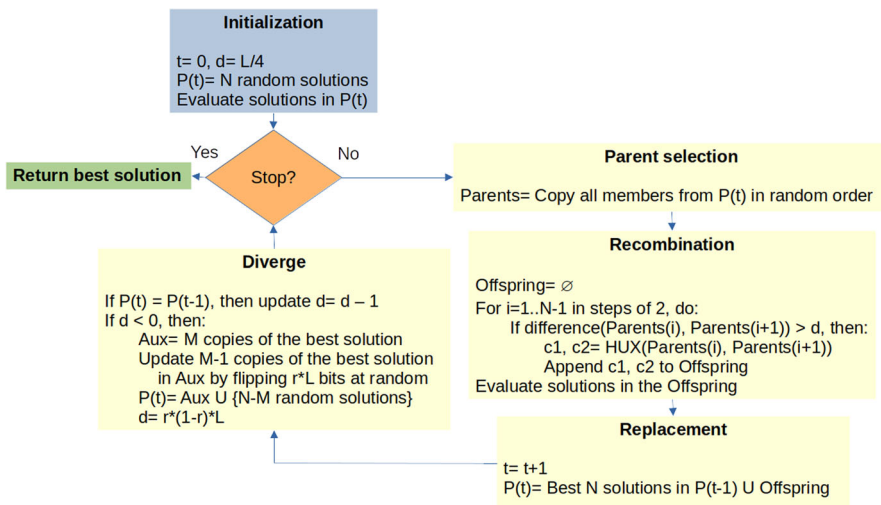 Initialization
t= 0, d= L/4
P(t)= N random solutions
Evaluate solutions in P(t)
Yes
No
Stop?
Return best solution
Parent selection
Parents= Copy all members from P(t) in random order
Recombination
Offspring= ∅
For i=1..N-1 in steps of 2, do:
If difference(Parents(i), Parents(i+1)) > d, then:
c1, c2= HUX(Parents(i), Parents(i+1))
Append c1, c2 to Offspring
Evaluate solutions in the Offspring
Replacement
t= t+1
P(t)= Best N solutions in P(t-1) U Offspring
Diverge
If P(t) = P(t-1), then update d= d – 1
If d < 0, then:
Aux= M copies of the best solution
Update M-1 copies of the best solution
in Aux by flipping r*L bits at random
P(t)= Aux U {N-M random solutions}
d= r*(1-r)*L